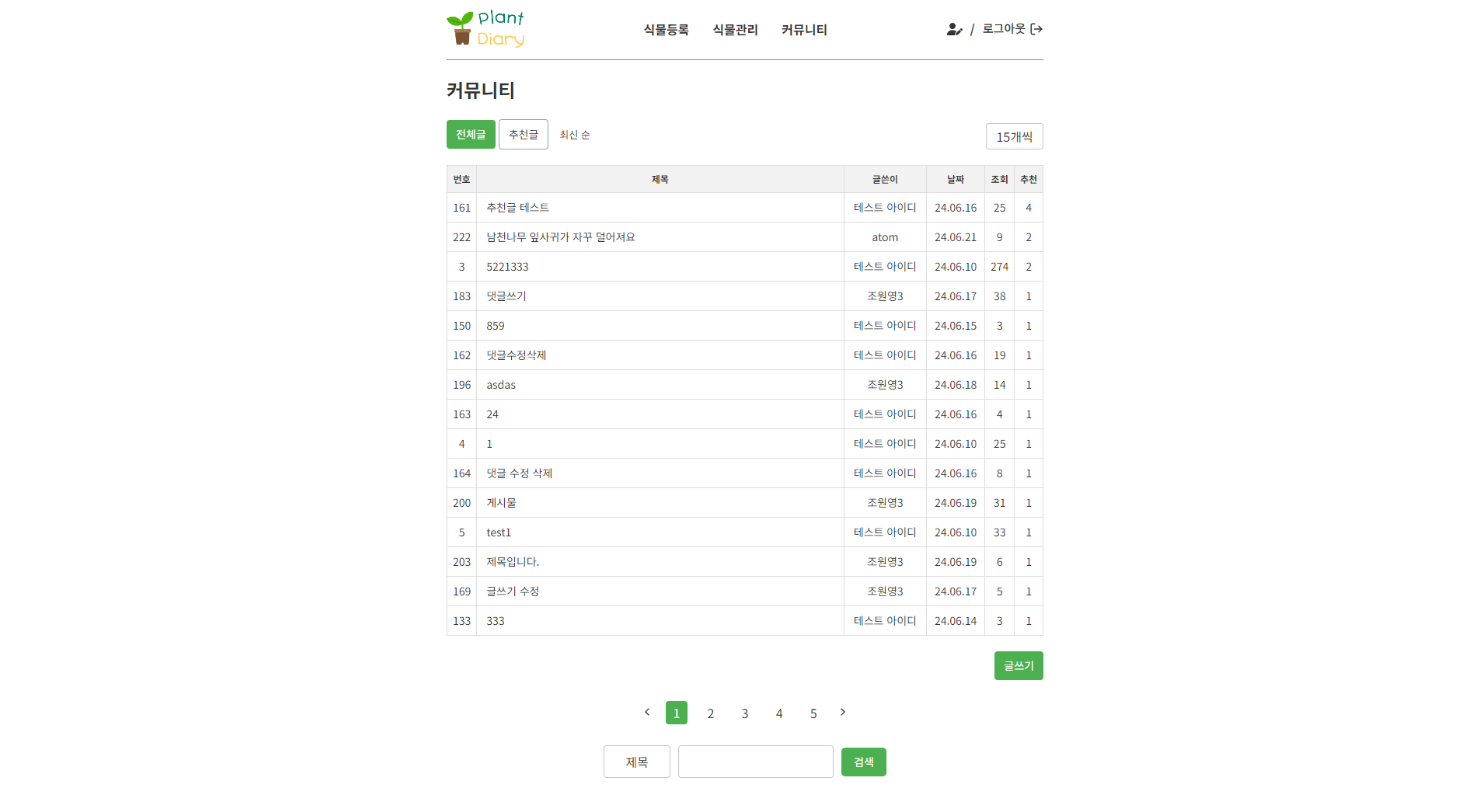 Plant
Diary
식물등록 식물관리 커뮤니티
/ 로그아웃
커뮤니티
전체글 추천글 최신 순 15개씩
번호 제목 글쓴이 날짜 조회 추천
161 추천글 테스트 테스트 아이디 24.06.16 25 4
222 남천나무 잎사귀가 자꾸 덜어져요 atom 24.06.21 9 2
3 5221333 테스트 아이디 24.06.10 274 2
183 댓글쓰기 조원영3 24.06.17 38 1
150 859 테스트 아이디 24.06.15 3 1
162 댓글수정삭제 테스트 아이디 24.06.16 19 1
196 asdas 조원영3 24.06.18 14 1
163 24 테스트 아이디 24.06.16 4 1
4 1 테스트 아이디 24.06.10 25 1
164 댓글 수정 삭제 테스트 아이디 24.06.16 8 1
200 게시물 조원영3 24.06.19 31 1
5 test1 테스트 아이디 24.06.10 33 1
203 제목입니다. 조원영3 24.06.19 6 1
169 글쓰기 수정 조원영3 24.06.17 5 1
133 333 테스트 아이디 24.06.14 3 1
글쓰기
1 2 3 4 5
제목 검색